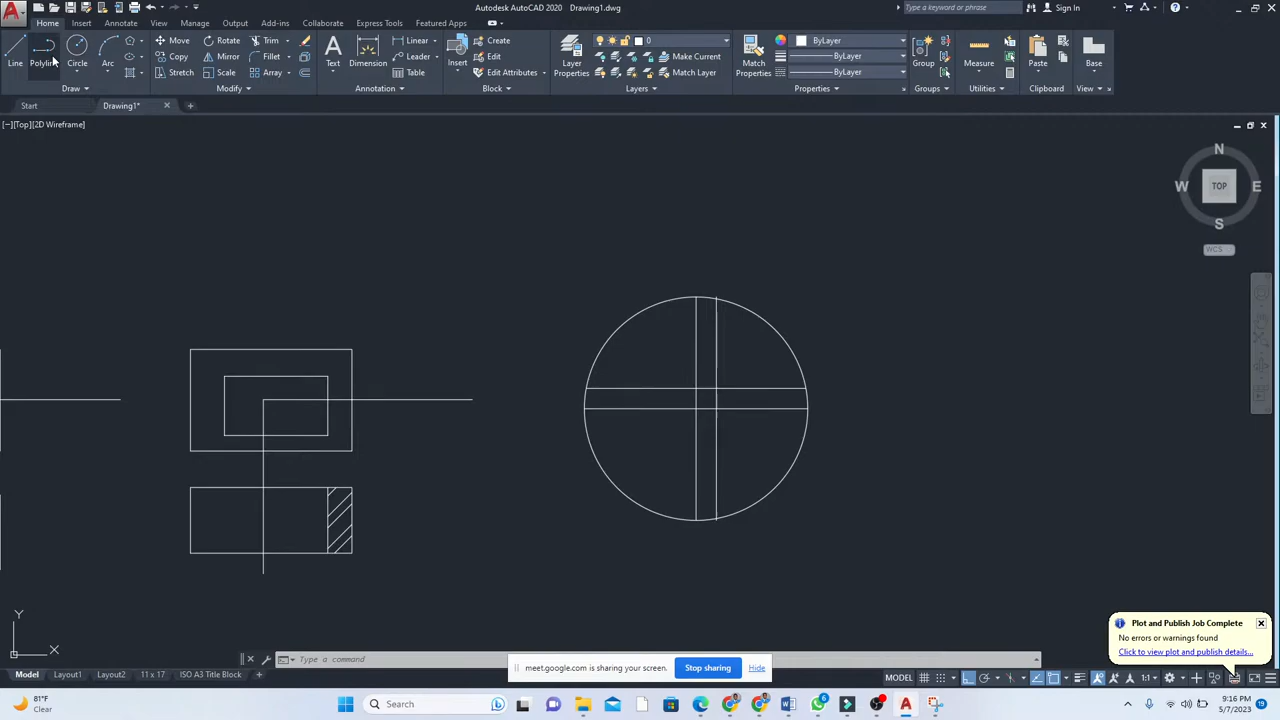 Autodesk AutoCAD 2020 Drawing1.dwg
Type a keyword or phrase
Sign In
Home Insert Annotate View Manage Output Add-ins Collaborate Express Tools Featured Apps
Move Rotate Trim Linear Create 0 ByLayer
Line Polyline Circle Arc Copy Mirror Fillet Text Dimension Leader Insert Edit Layer Properties Make Current Match Properties ByLayer Group Measure Paste Base
Stretch Scale Array Table Edit Attributes Match Layer ByLayer
Draw Modify Annotation Block Layers Properties Groups Utilities Clipboard View
Start Drawing1*
[−][Top][2D Wireframe]
N
W TOP E
S
WCS
Y
X
Plot and Publish Job Complete
No errors or warnings found
Click to view plot and publish details...
Type a command
meet.google.com is sharing your screen. Stop sharing Hide
Model Layout1 Layout2 11 x 17 ISO A3 Title Block
MODEL 1:1
81°F
Clear
Search
6
9:16 PM
5/7/2023
19